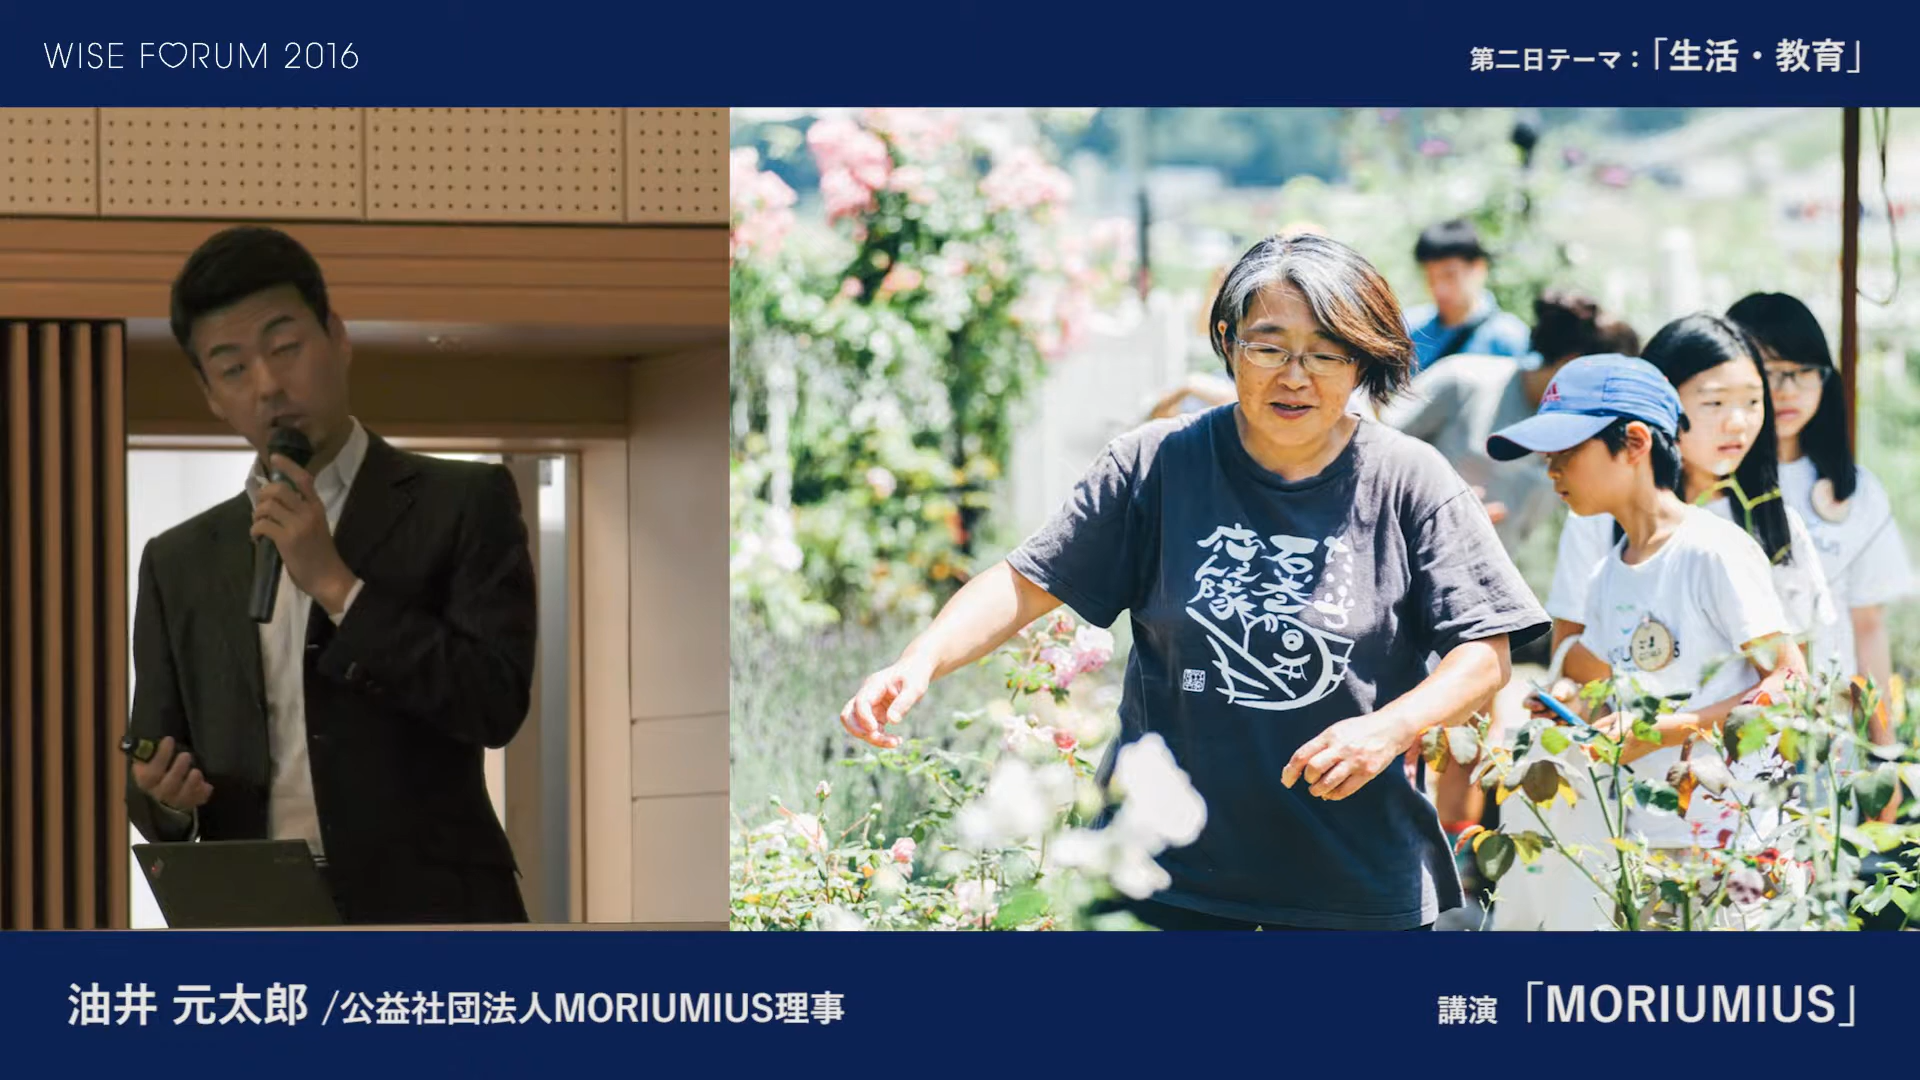 WISE FORUM 2016
第二日テーマ：「生活・教育」
石巻
油井 元太郎 /公益社団法人MORIUMIUS理事
講演 「MORIUMIUS」